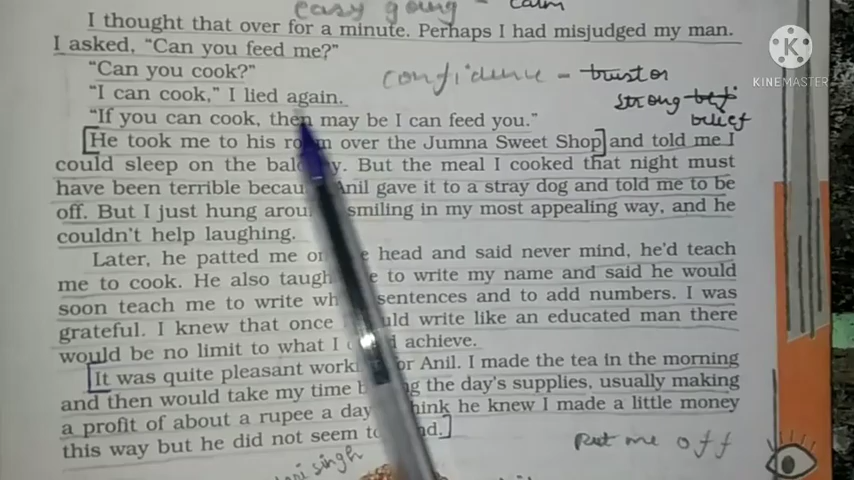 easy going - calm
I thought that over for a minute. Perhaps I had misjudged my man.
I asked, “Can you feed me?”
“Can you cook?”
confidence - trust or
strong belief
“I can cook,” I lied again.
“If you can cook, then may be I can feed you.”
[He took me to his room over the Jumna Sweet Shop] and told me I
could sleep on the balcony. But the meal I cooked that night must
have been terrible because Anil gave it to a stray dog and told me to be
off. But I just hung around smiling in my most appealing way, and he
couldn’t help laughing.
Later, he patted me on the head and said never mind, he’d teach
me to cook. He also taught me to write my name and said he would
soon teach me to write whole sentences and to add numbers. I was
grateful. I knew that once I could write like an educated man there
would be no limit to what I could achieve.
[It was quite pleasant working for Anil. I made the tea in the morning
and then would take my time buying the day’s supplies, usually making
a profit of about a rupee a day. I think he knew I made a little money
this way but he did not seem to mind.]
put me off
singh
K
KINEMASTER